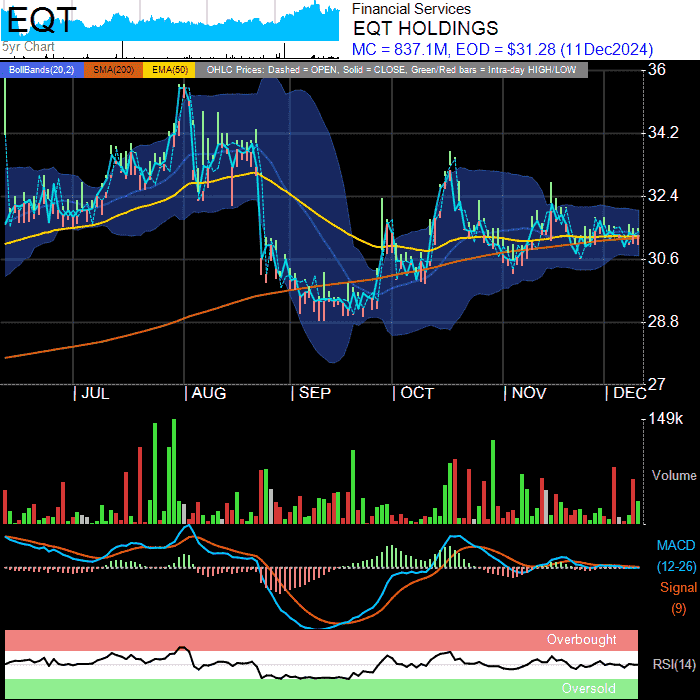 EQT
5yr Chart
Financial Services
EQT HOLDINGS
MC = 837.1M, EOD = $31.28 (11Dec2024)
BollBands(20,2) SMA(200) EMA(50) OHLC Prices: Dashed = OPEN, Solid = CLOSE, Green/Red bars = Intra-day HIGH/LOW
36
34.2
32.4
30.6
28.8
27
| JUL | AUG | SEP | OCT | NOV | DEC
149k
Volume
MACD
(12-26)
Signal
(9)
Overbought
RSI(14)
Oversold